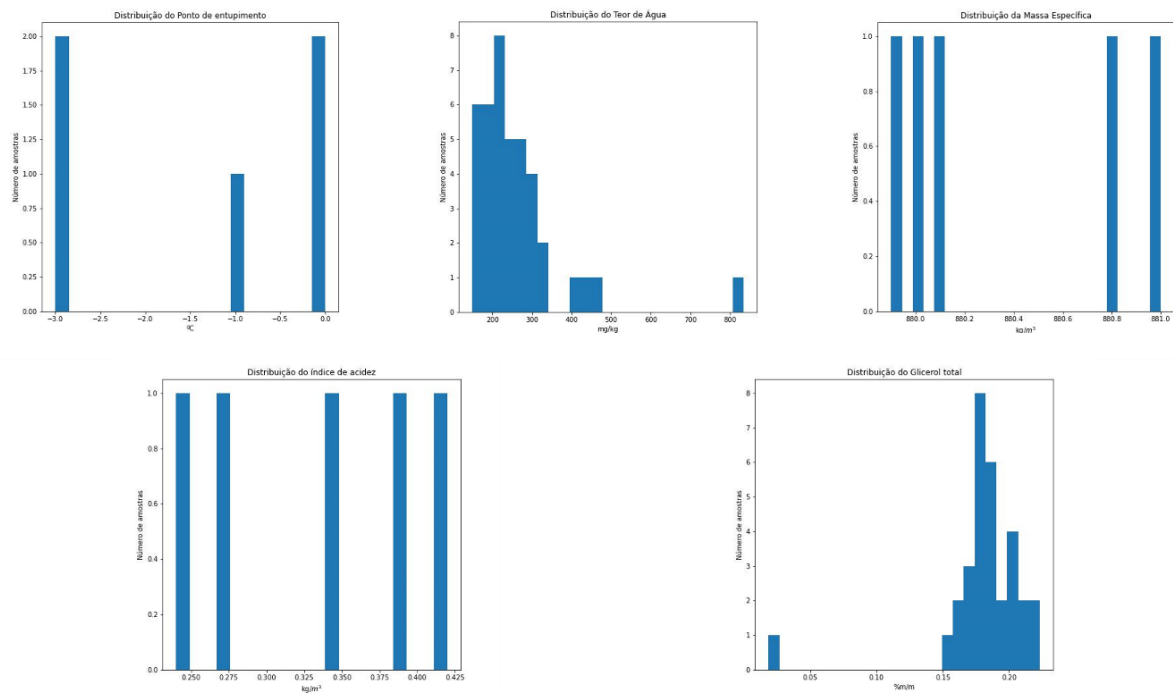 Distribuição do Ponto de entupimento
Número de amostras
2.00
1.75
1.50
1.25
1.00
0.75
0.50
0.25
0.00
−3.0 −2.5 −2.0 −1.5 −1.0 −0.5 0.0
ºC
Distribuição do Teor de Água
Número de amostras
8
7
6
5
4
3
2
1
0
200 300 400 500 600 700 800
mg/kg
Distribuição da Massa Específica
Número de amostras
1.0
0.8
0.6
0.4
0.2
0.0
880.0 880.2 880.4 880.6 880.8 881.0
kg/m³
Distribuição do índice de acidez
Número de amostras
1.0
0.8
0.6
0.4
0.2
0.0
0.250 0.275 0.300 0.325 0.350 0.375 0.400 0.425
kg/m³
Distribuição do Glicerol total
Número de amostras
8
7
6
5
4
3
2
1
0
0.05 0.10 0.15 0.20
%m/m